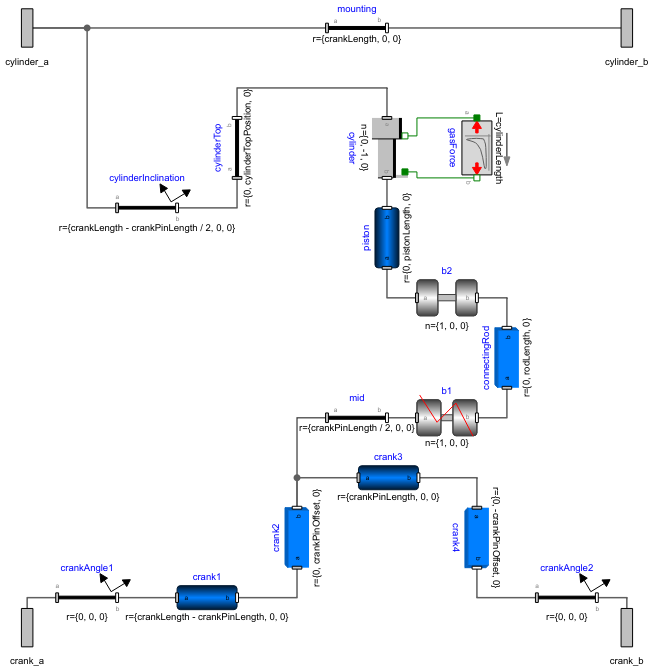 mounting
a
b
r={crankLength, 0, 0}
cylinder_a
cylinder_b
cylinderTop
b
a
r={0, cylinderTopPosition, 0}
n={0, -1, 0}
cylinder
a
b
gasForce
L=cylinderLength
cylinderInclination
a
b
r={crankLength - crankPinLength / 2, 0, 0}
piston
b
a
r={0, pistonLength, 0}
b2
a
b
n={1, 0, 0}
connectingRod
b
a
r={0, rodLength, 0}
mid
a
b
r={crankPinLength / 2, 0, 0}
b1
a
b
n={1, 0, 0}
crank3
a
b
r={crankPinLength, 0, 0}
crank2
b
a
r={0, crankPinOffset, 0}
crank4
a
b
r={0, -crankPinOffset, 0}
crankAngle1
a
b
r={0, 0, 0}
crank1
a
b
r={crankLength - crankPinLength, 0, 0}
crankAngle2
a
b
r={0, 0, 0}
crank_a
crank_b